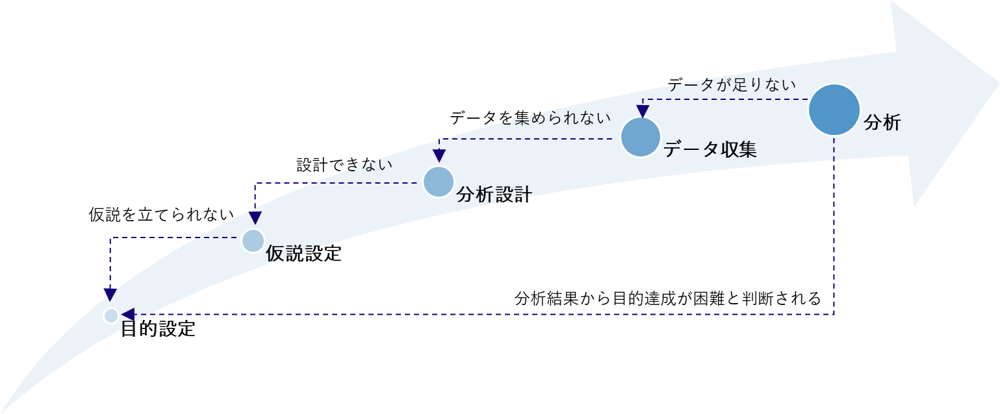 データが足りない
分析
データを集められない
データ収集
設計できない
分析設計
仮説を立てられない
仮説設定
分析結果から目的達成が困難と判断される
目的設定